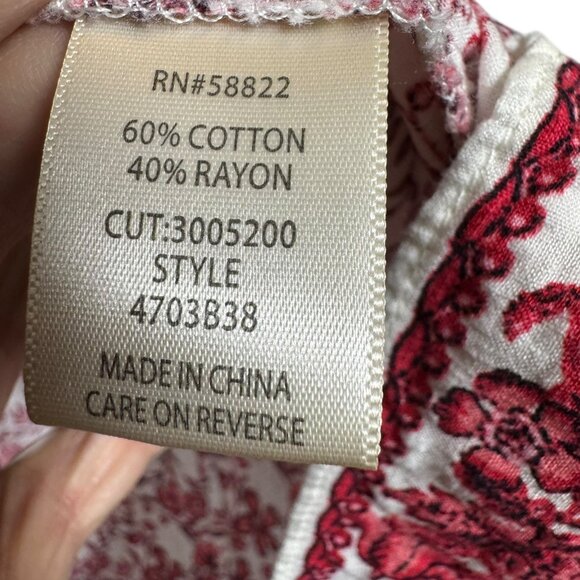 RN#58822
60% COTTON
40% RAYON
CUT:3005200
STYLE
4703B38
MADE IN CHINA
CARE ON REVERSE